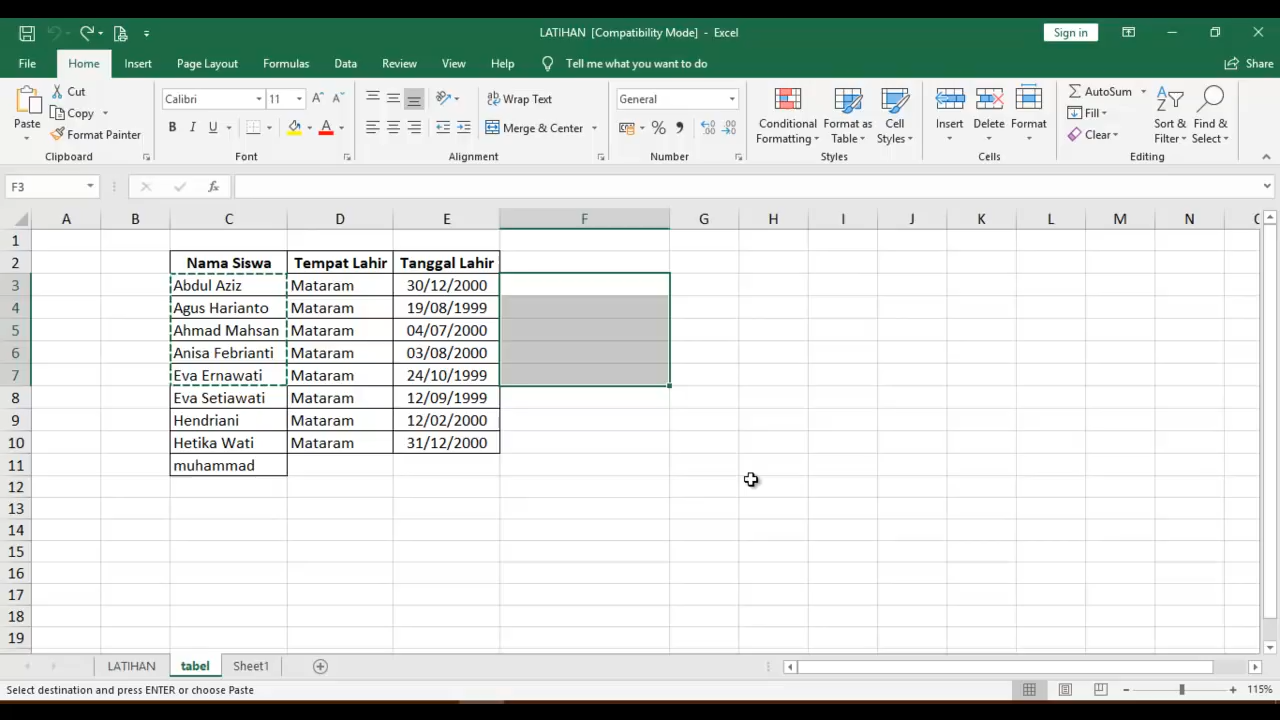 LATIHAN [Compatibility Mode] - Excel
Sign in
File Home Insert Page Layout Formulas Data Review View Help Tell me what you want to do Share
Paste
Cut
Copy
Format Painter
Clipboard
Calibri 11
B I U
Font
Wrap Text
Merge & Center
Alignment
General
Number
Conditional Formatting
Format as Table
Cell Styles
Styles
Insert
Delete
Format
Cells
AutoSum
Fill
Clear
Sort & Filter
Find & Select
Editing
F3
fx
A B C D E F G H I J K L M N
1
2 Nama Siswa Tempat Lahir Tanggal Lahir
3 Abdul Aziz Mataram 30/12/2000
4 Agus Harianto Mataram 19/08/1999
5 Ahmad Mahsan Mataram 04/07/2000
6 Anisa Febrianti Mataram 03/08/2000
7 Eva Ernawati Mataram 24/10/1999
8 Eva Setiawati Mataram 12/09/1999
9 Hendriani Mataram 12/02/2000
10 Hetika Wati Mataram 31/12/2000
11 muhammad
12
13
14
15
16
17
18
19
LATIHAN tabel Sheet1
Select destination and press ENTER or choose Paste
115%